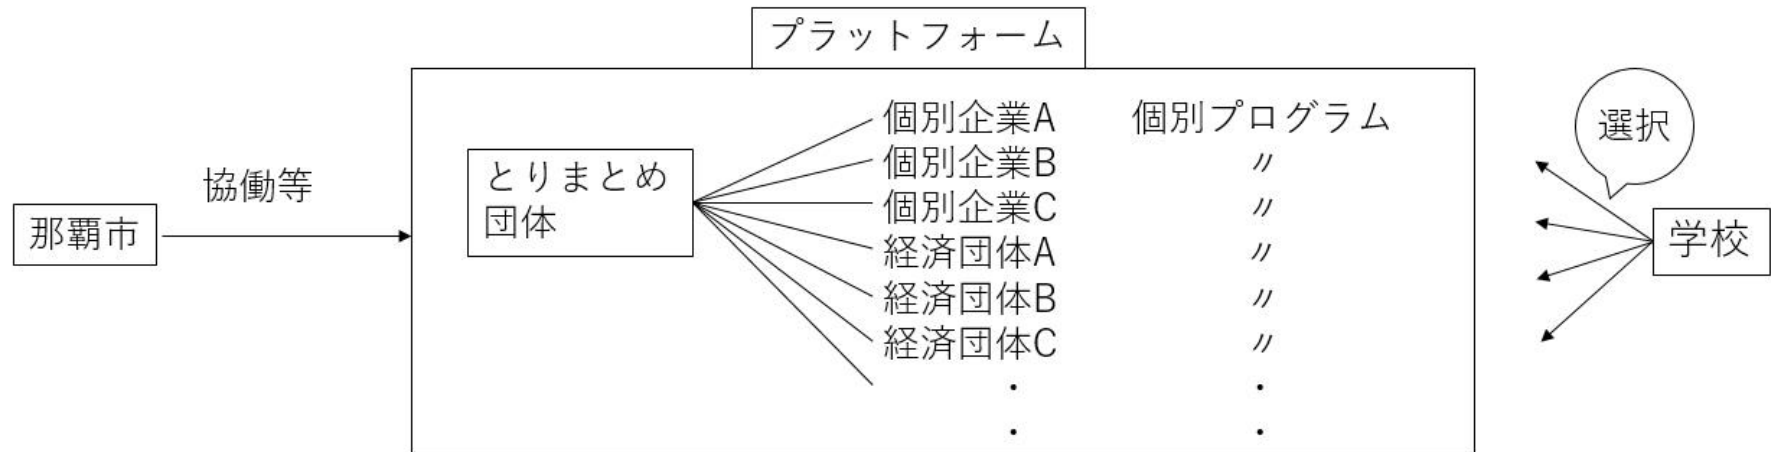 プラットフォーム
個別企業A 個別プログラム
個別企業B 〃
個別企業C 〃
経済団体A 〃
経済団体B 〃
経済団体C 〃
・ ・
・ ・
とりまとめ
団体
協働等
那覇市
選択
学校